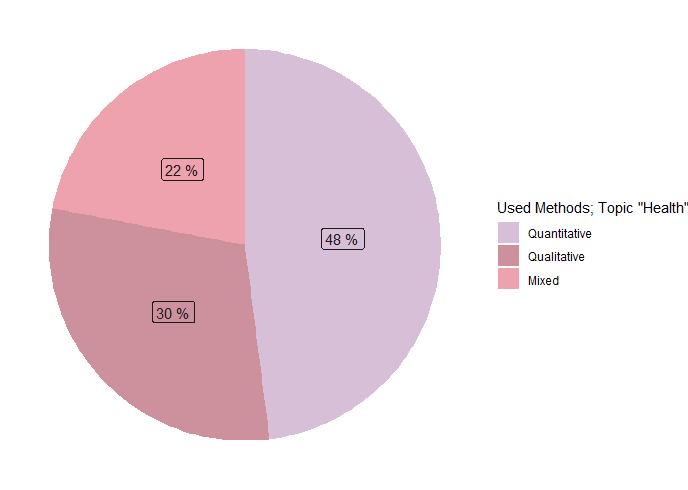 22 %
48 %
30 %
Used Methods; Topic "Health"
Quantitative
Qualitative
Mixed